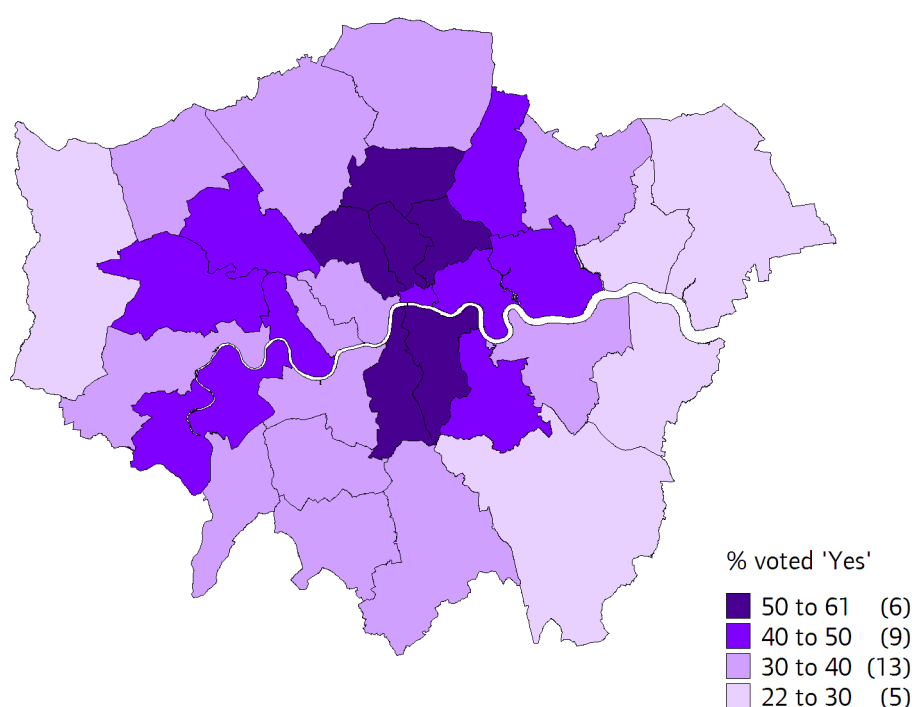 % voted 'Yes'
50 to 61 (6)
40 to 50 (9)
30 to 40 (13)
22 to 30 (5)